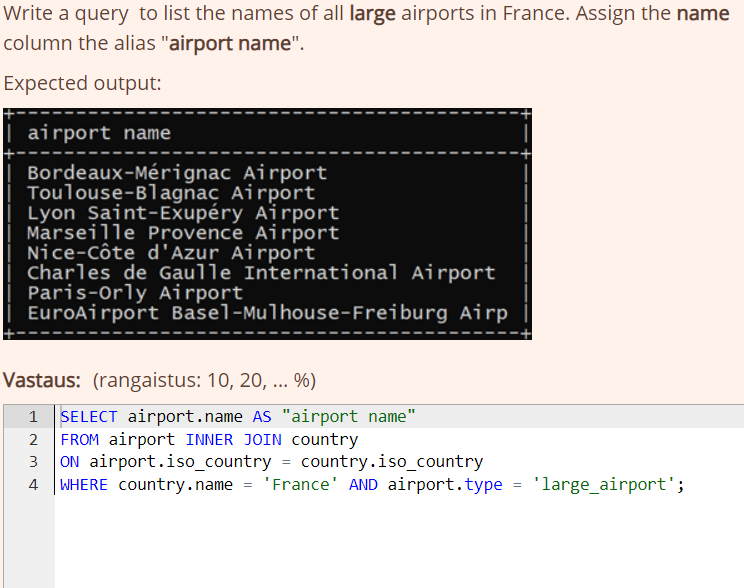 Write a query to list the names of all large airports in France. Assign the name
column the alias "airport name".
Expected output:
airport name
Bordeaux-Mérignac Airport
Toulouse-Blagnac Airport
Lyon Saint-Exupéry Airport
Marseille Provence Airport
Nice-Côte d'Azur Airport
Charles de Gaulle International Airport
Paris-Orly Airport
EuroAirport Basel-Mulhouse-Freiburg Airp
Vastaus: (rangaistus: 10, 20, ... %)
1 SELECT airport.name AS "airport name"
2 FROM airport INNER JOIN country
3 ON airport.iso_country = country.iso_country
4 WHERE country.name = 'France' AND airport.type = 'large_airport';